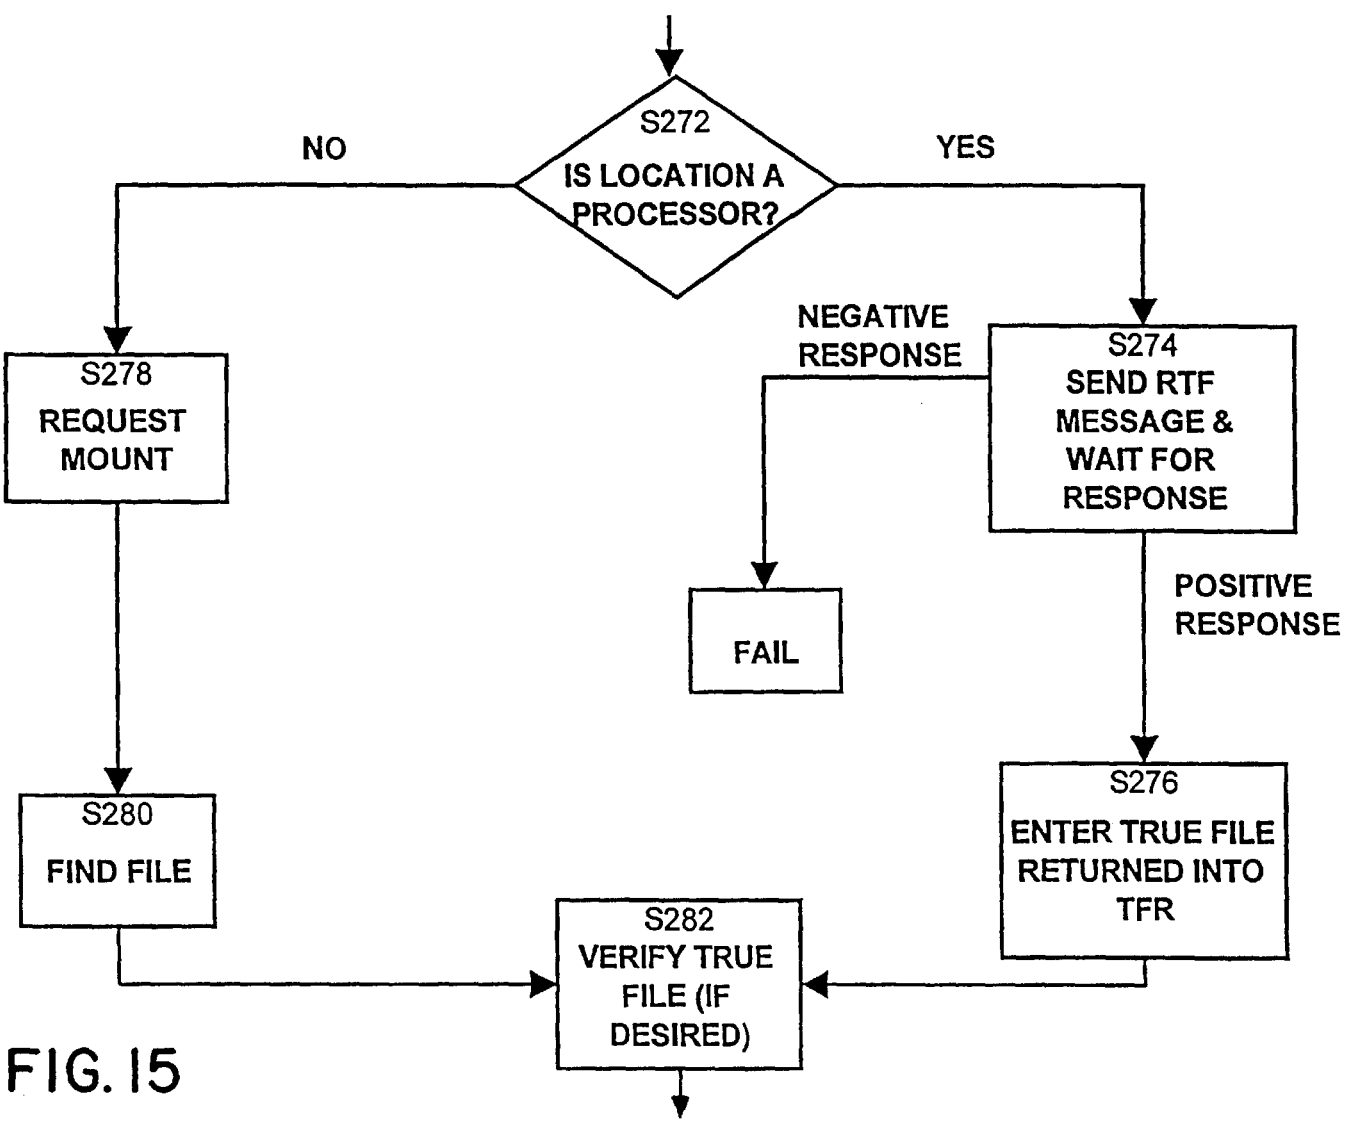 S272
IS LOCATION A
PROCESSOR?
NO
YES
NEGATIVE
RESPONSE
S274
SEND RTF
MESSAGE &
WAIT FOR
RESPONSE
S278
REQUEST
MOUNT
FAIL
POSITIVE
RESPONSE
S280
FIND FILE
S276
ENTER TRUE FILE
RETURNED INTO
TFR
S282
VERIFY TRUE
FILE (IF
DESIRED)
FIG. 15